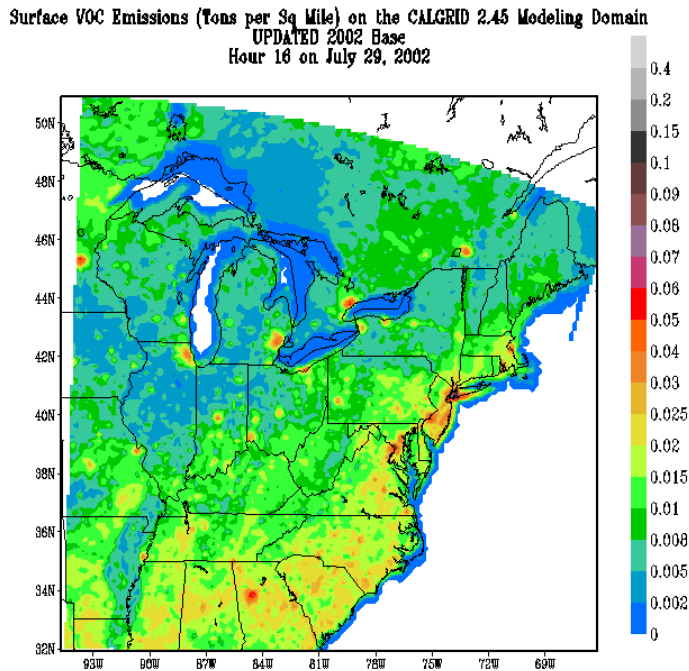 Surface VOC Emissions (Tons per Sq Mile) on the CALGRID 2.45 Modeling Domain
UPDATED 2002 Base
Hour 16 on July 29, 2002
50N
48N
46N
44N
42N
40N
38N
36N
34N
32N
93W 90W 87W 84W 81W 78W 75W 72W 69W
0.4
0.2
0.15
0.1
0.09
0.08
0.07
0.06
0.05
0.04
0.03
0.025
0.02
0.015
0.01
0.008
0.005
0.002
0